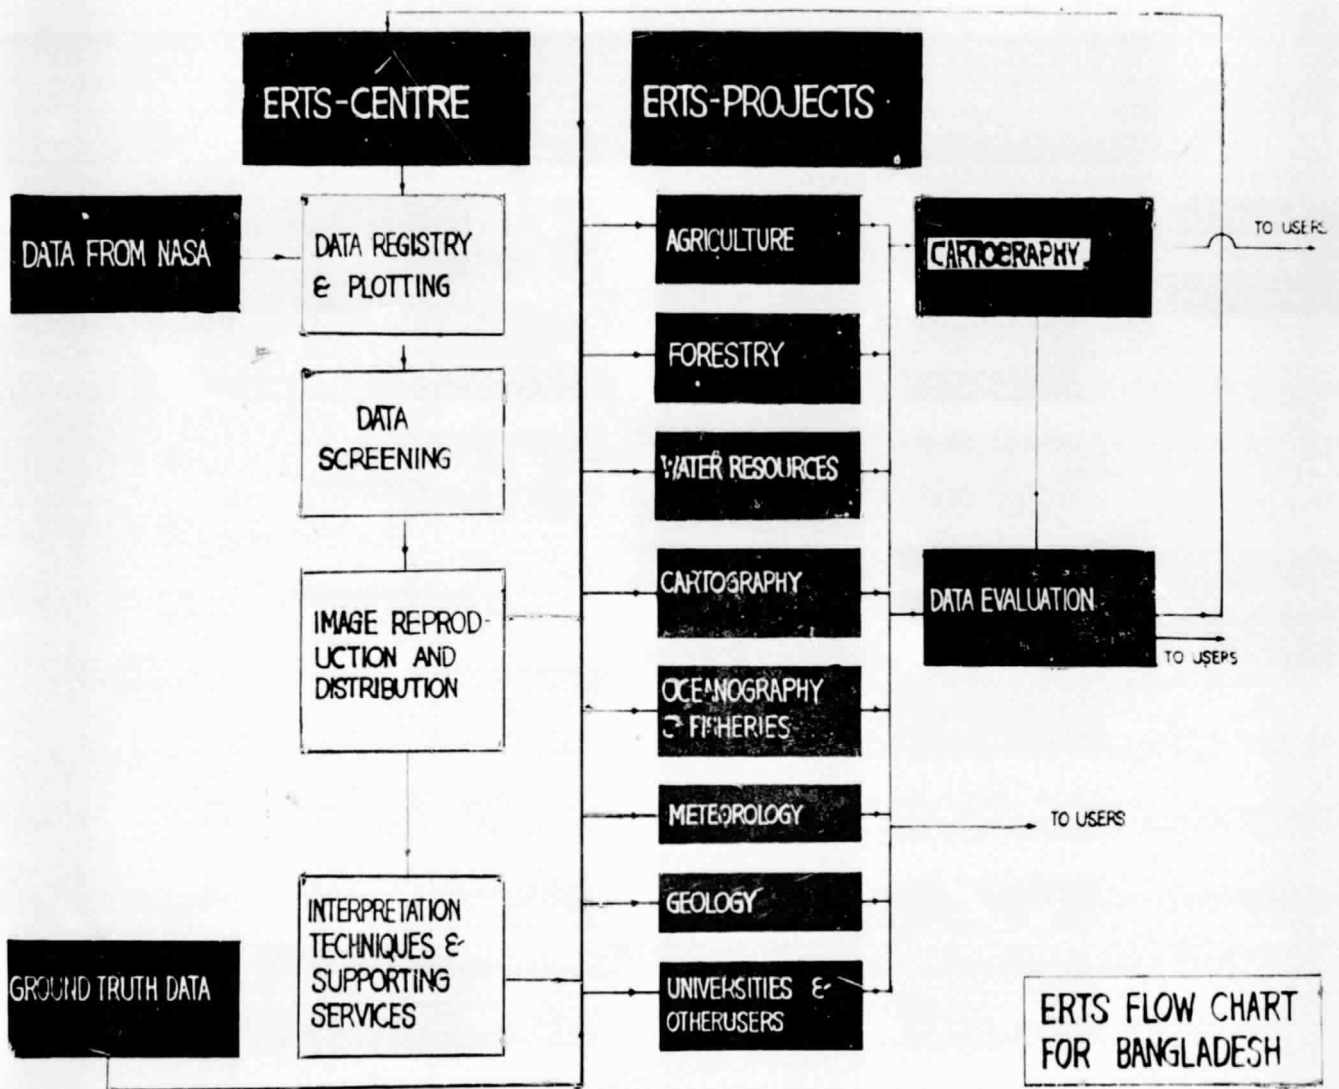 ERTS-CENTRE
ERTS-PROJECTS
DATA FROM NASA
DATA REGISTRY
& PLOTTING
AGRICULTURE
CARTOGRAPHY
TO USERS
FORESTRY
DATA
SCREENING
WATER RESOURCES
IMAGE REPROD-
UCTION AND
DISTRIBUTION
CARTOGRAPHY
DATA EVALUATION
TO USERS
OCEANOGRAPHY
& FISHERIES
METEOROLOGY
TO USERS
GEOLOGY
GROUND TRUTH DATA
INTERPRETATION
TECHNIQUES &
SUPPORTING
SERVICES
UNIVERSITIES &
OTHERUSERS
ERTS FLOW CHART
FOR BANGLADESH